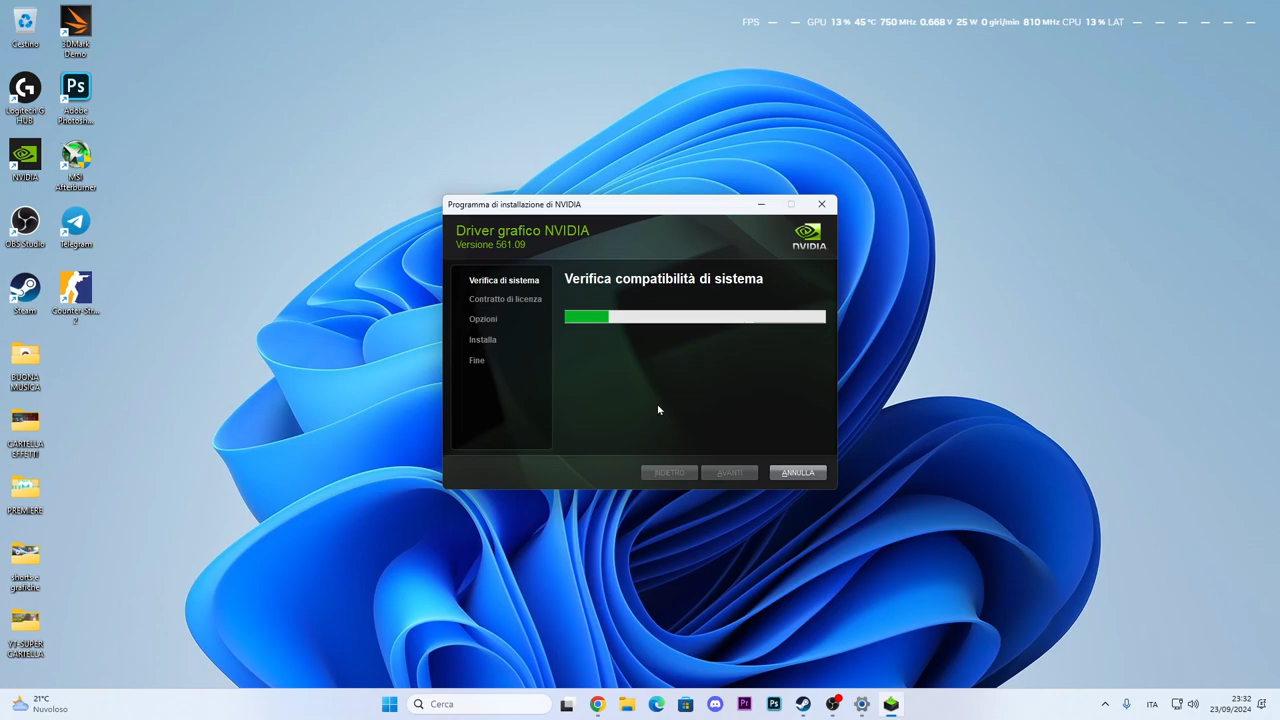 FPS — — GPU 13 % 45 °C 750 MHz 0.668 V 25 W 0 giri/min 810 MHz CPU 13 % LAT — — — — — —
Cestino
3DMark
Demo
Logitech G
HUB
Ps
Adobe
Photosh...
NVIDIA
MSI
Afterburner
OBS Studio
Telegram
Steam
Counter-Str...
2
BUONA
MUSICA
CARTELLA
EFFETTI
PREMIERE
shorts e
grafiche
YT-SUPER
CARTELLA
Programma di installazione di NVIDIA
Driver grafico NVIDIA
Versione 561.09
NVIDIA
Verifica di sistema
Contratto di licenza
Opzioni
Installa
Fine
Verifica compatibilità di sistema
INDIETRO
AVANTI
ANNULLA
21°C
Nuvoloso
Cerca
Pr
Ps
ITA
23:32
23/09/2024